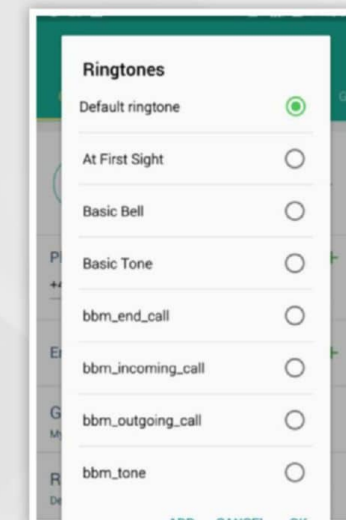 Ringtones
Default ringtone
At First Sight
Basic Bell
Basic Tone
bbm_end_call
bbm_incoming_call
bbm_outgoing_call
bbm_tone